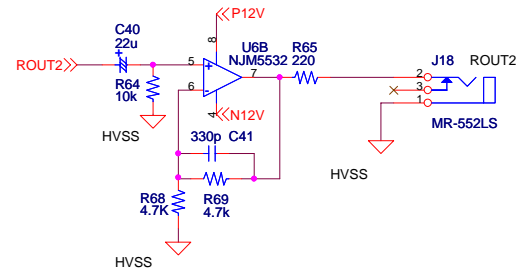 P12V
C40
22u
ROUT2
R64
10k
HVSS
5
6
8
4
7
U6B
NJM5532
N12V
R65
220
J18
ROUT2
2
3
1
MR-552LS
HVSS
330p C41
R68
4.7K
R69
4.7k
HVSS